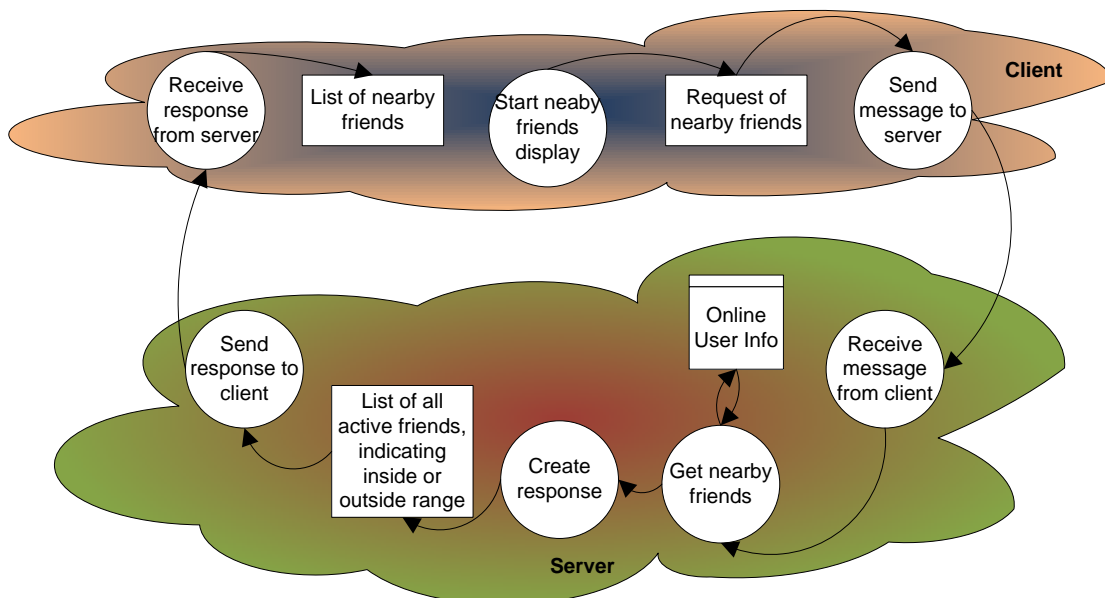 Receive
response
from server
List of nearby
friends
Start neaby
friends
display
Request of
nearby friends
Send
message to
server
Client
Send
response to
client
List of all
active friends,
indicating
inside or
outside range
Create
response
Online
User Info
Get nearby
friends
Receive
message
from client
Server